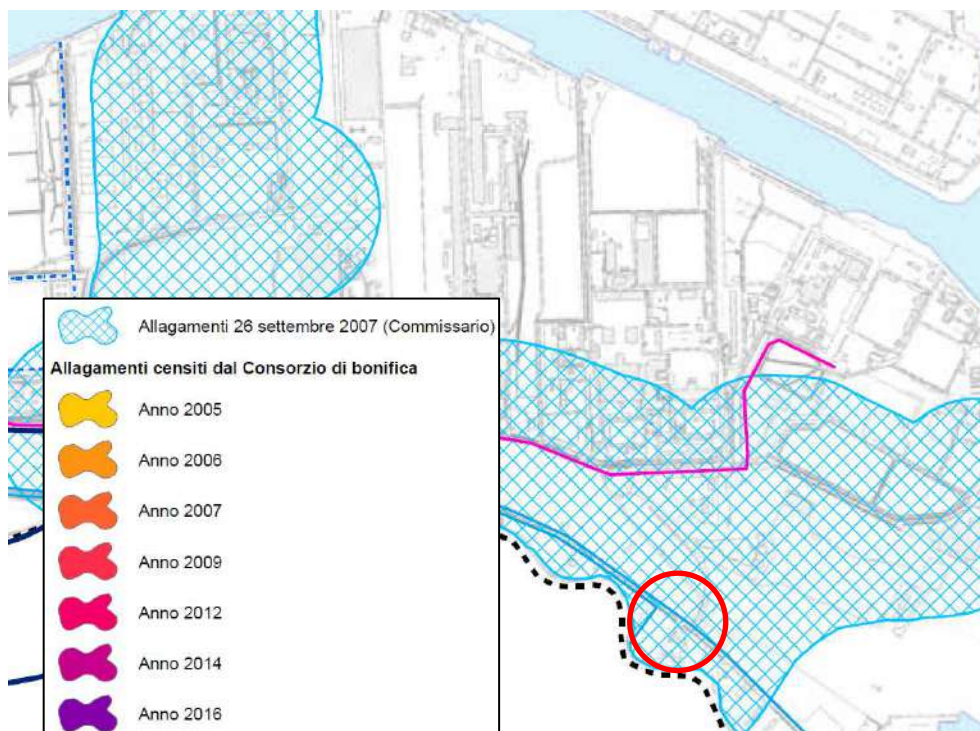 Allagamenti 26 settembre 2007 (Commissario)
Allagamenti censiti dal Consorzio di bonifica
Anno 2005
Anno 2006
Anno 2007
Anno 2009
Anno 2012
Anno 2014
Anno 2016